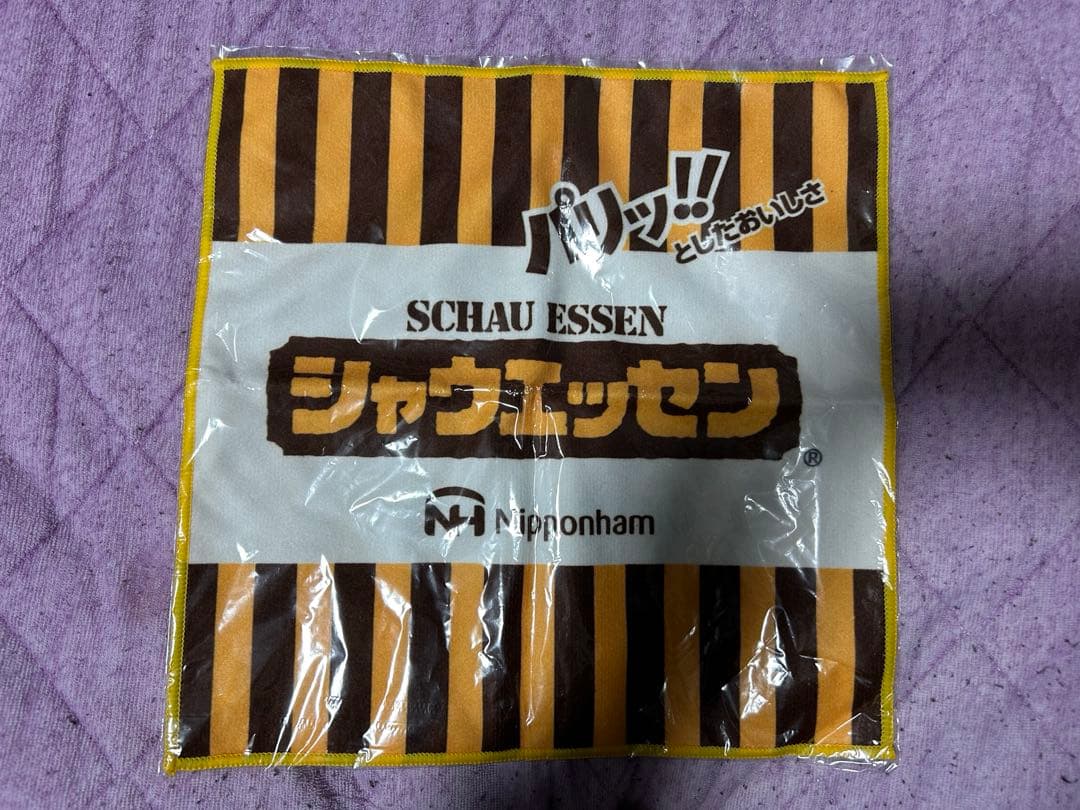 パリッ!!
としたおいしさ
SCHAU ESSEN
シャウエッセン
®
NH Nipponham